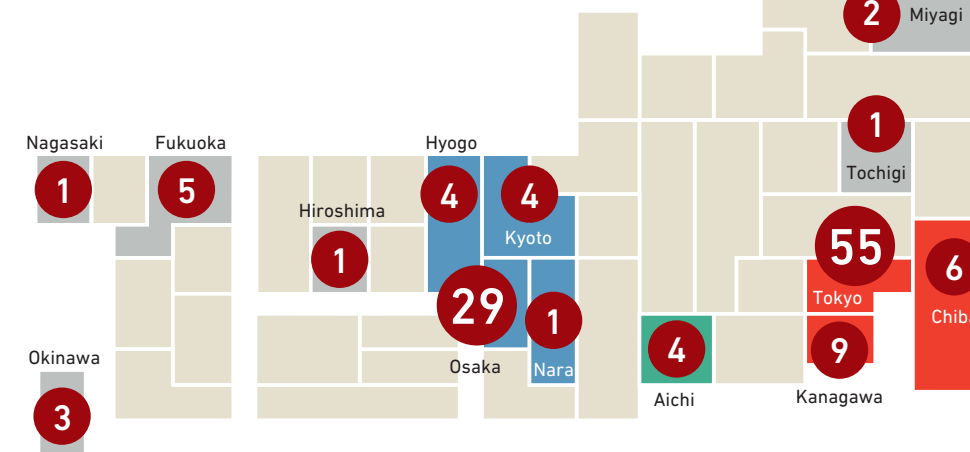 2
Miyagi
Nagasaki
1
Fukuoka
5
Hyogo
4
4
Kyoto
1
Tochigi
Hiroshima
1
55
Tokyo
6
29
Osaka
1
Nara
Okinawa
3
4
Aichi
9
Kanagawa